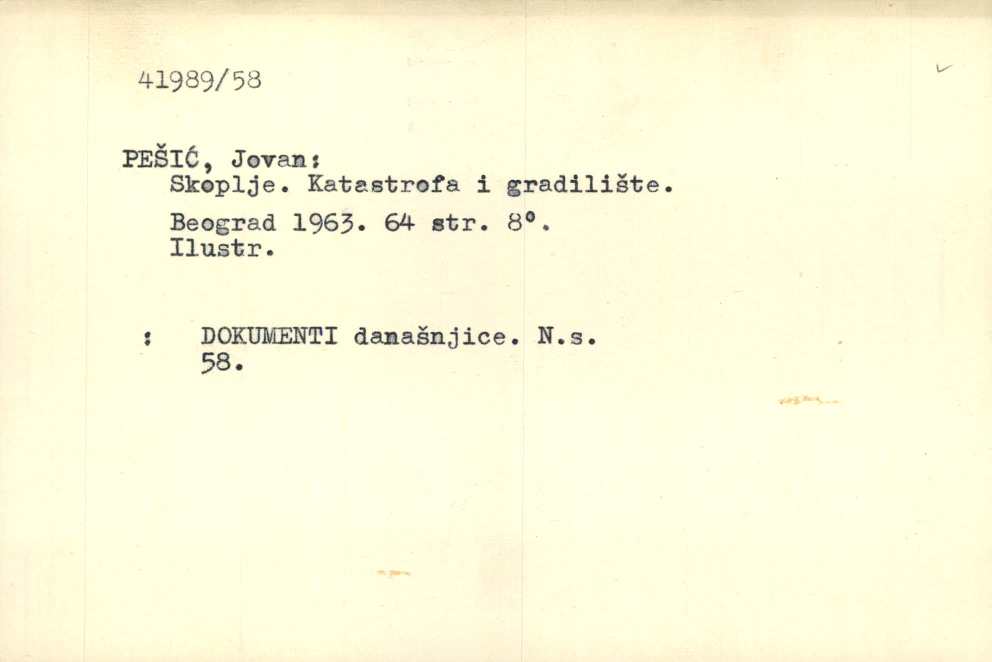 41989/58
PEŠIĆ, Jovan:
Skoplje. Katastrofa i gradilište.
Beograd 1963. 64 str. 8°.
Ilustr.
: DOKUMENTI današnjice. N.s.
58.